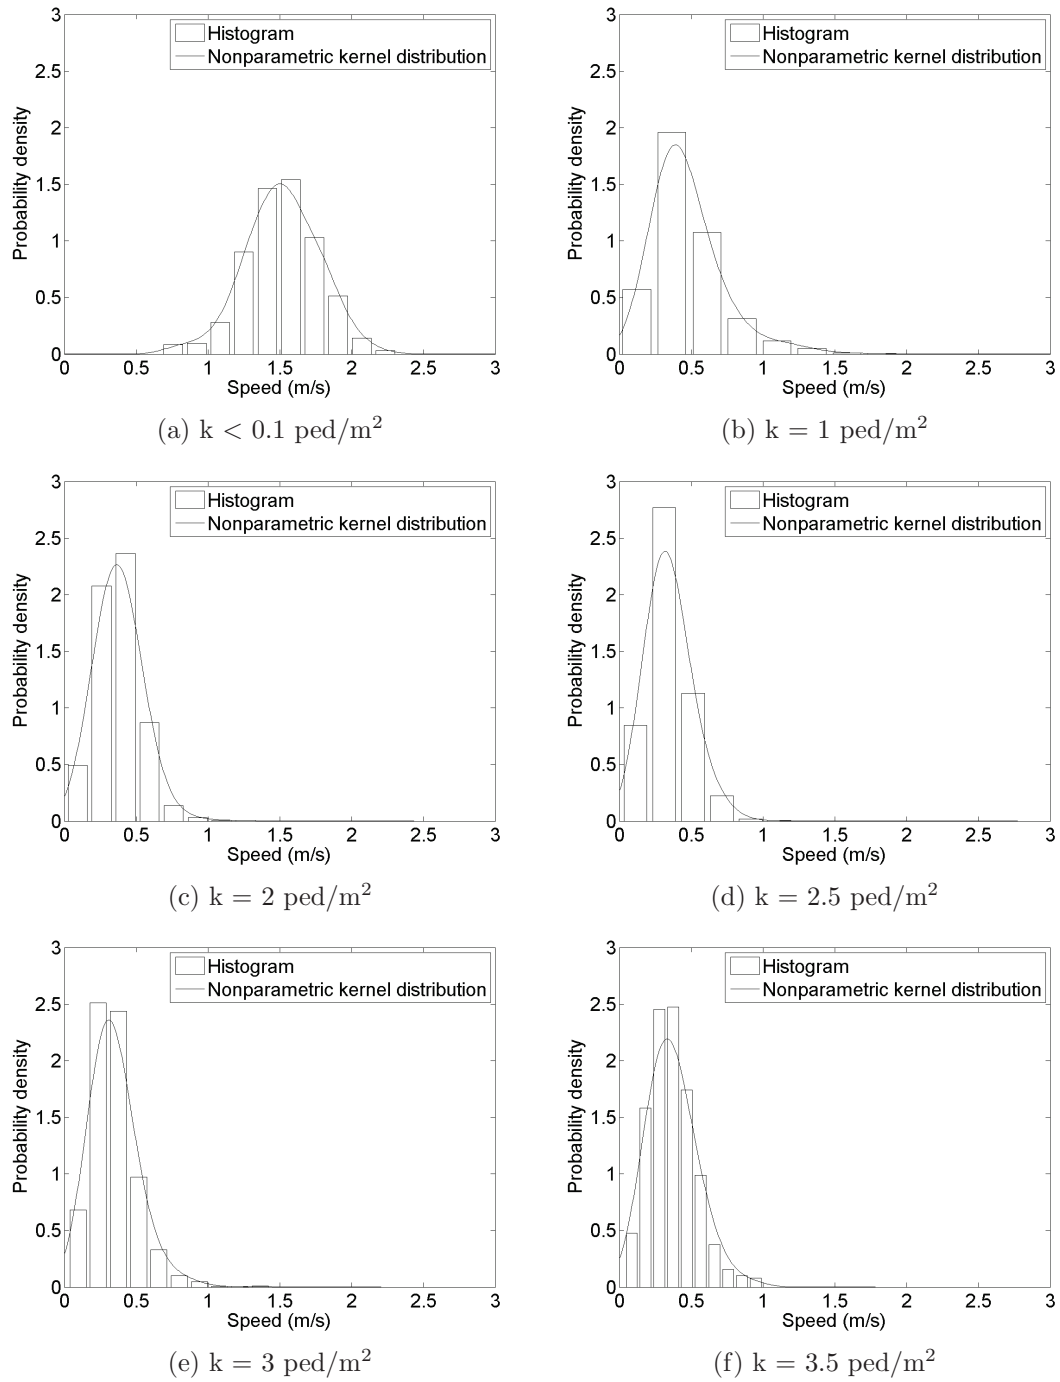 3
2.5
2
1.5
1
0.5
0
Probability density
Histogram
Nonparametric kernel distribution
0 0.5 1 1.5 2 2.5 3
Speed (m/s)
(a) k < 0.1 ped/m²
3
2.5
2
1.5
1
0.5
0
Probability density
Histogram
Nonparametric kernel distribution
0 0.5 1 1.5 2 2.5 3
Speed (m/s)
(b) k = 1 ped/m²
3
2.5
2
1.5
1
0.5
0
Probability density
Histogram
Nonparametric kernel distribution
0 0.5 1 1.5 2 2.5 3
Speed (m/s)
(c) k = 2 ped/m²
3
2.5
2
1.5
1
0.5
0
Probability density
Histogram
Nonparametric kernel distribution
0 0.5 1 1.5 2 2.5 3
Speed (m/s)
(d) k = 2.5 ped/m²
3
2.5
2
1.5
1
0.5
0
Probability density
Histogram
Nonparametric kernel distribution
0 0.5 1 1.5 2 2.5 3
Speed (m/s)
(e) k = 3 ped/m²
3
2.5
2
1.5
1
0.5
0
Probability density
Histogram
Nonparametric kernel distribution
0 0.5 1 1.5 2 2.5 3
Speed (m/s)
(f) k = 3.5 ped/m²